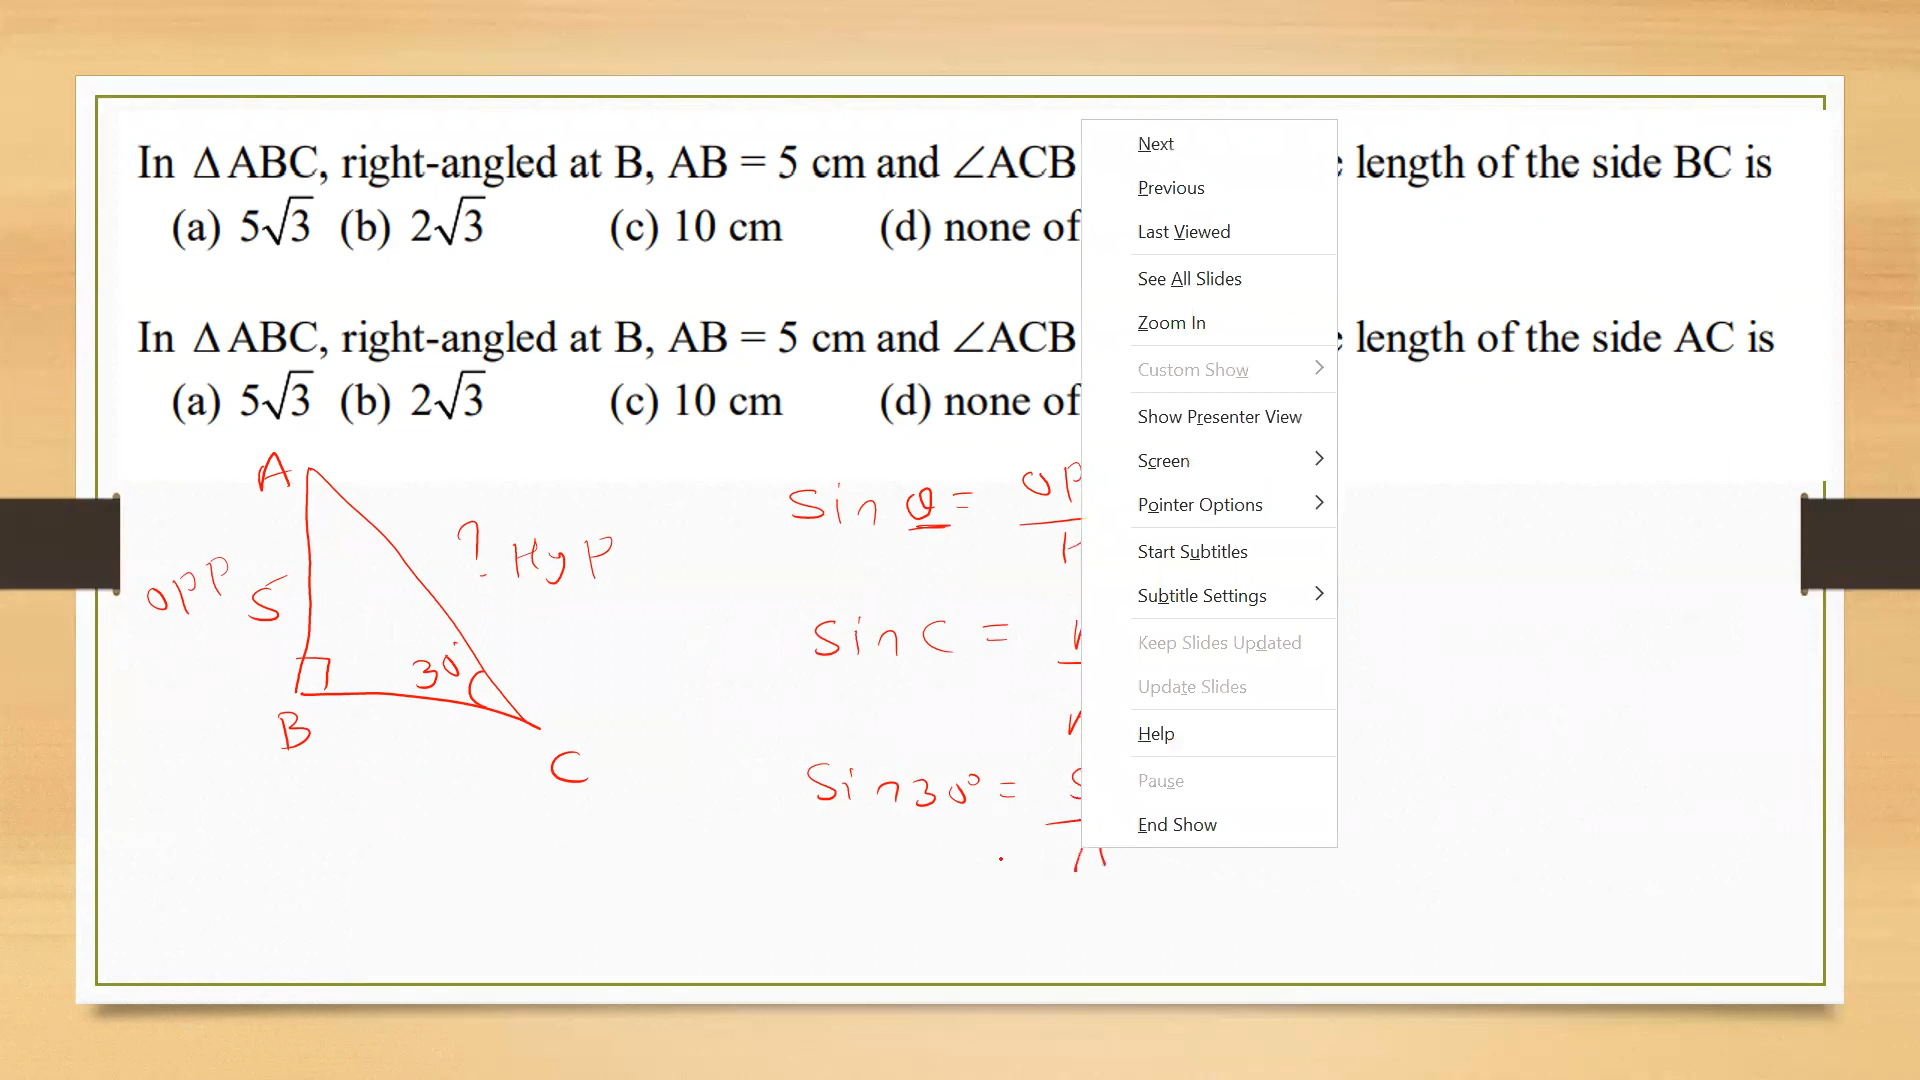 In Δ ABC, right-angled at B, AB = 5 cm and ∠ACB length of the side BC is
(a) 5√3 (b) 2√3 (c) 10 cm (d) none of
In Δ ABC, right-angled at B, AB = 5 cm and ∠ACB length of the side AC is
(a) 5√3 (b) 2√3 (c) 10 cm (d) none of
A
opp 5
? Hyp
30°
B
C
Sin θ = op
H
Sin C =
Sin 30° =
Next
Previous
Last Viewed
See All Slides
Zoom In
Custom Show
Show Presenter View
Screen
Pointer Options
Start Subtitles
Subtitle Settings
Keep Slides Updated
Update Slides
Help
Pause
End Show